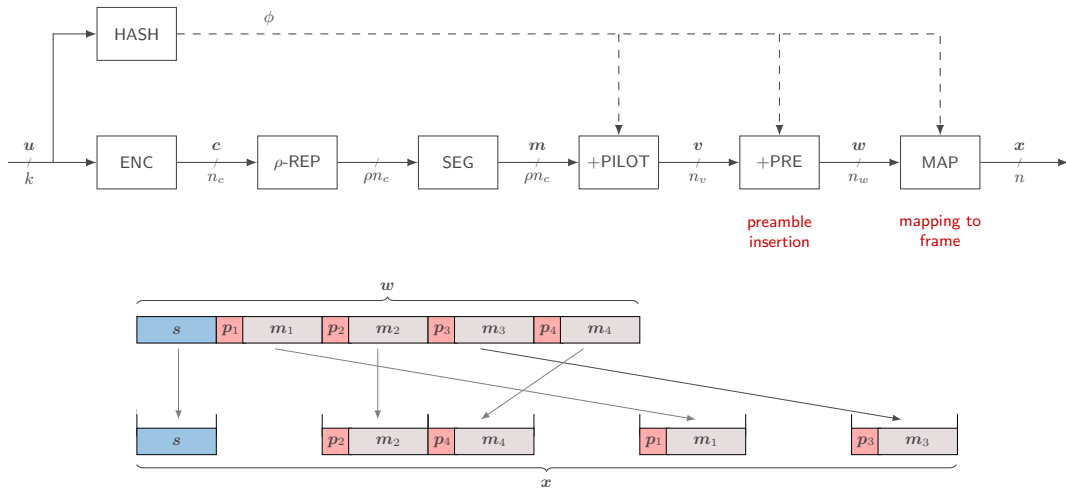 HASH
ϕ
u
k
ENC
c
n_c
ρ-REP
ρn_c
SEG
m
ρn_c
+PILOT
v
n_v
+PRE
w
n_w
MAP
x
n
preamble
insertion
mapping to
frame
w
s p₁ m₁ p₂ m₂ p₃ m₃ p₄ m₄
s p₂ m₂ p₄ m₄ p₁ m₁ p₃ m₃
x